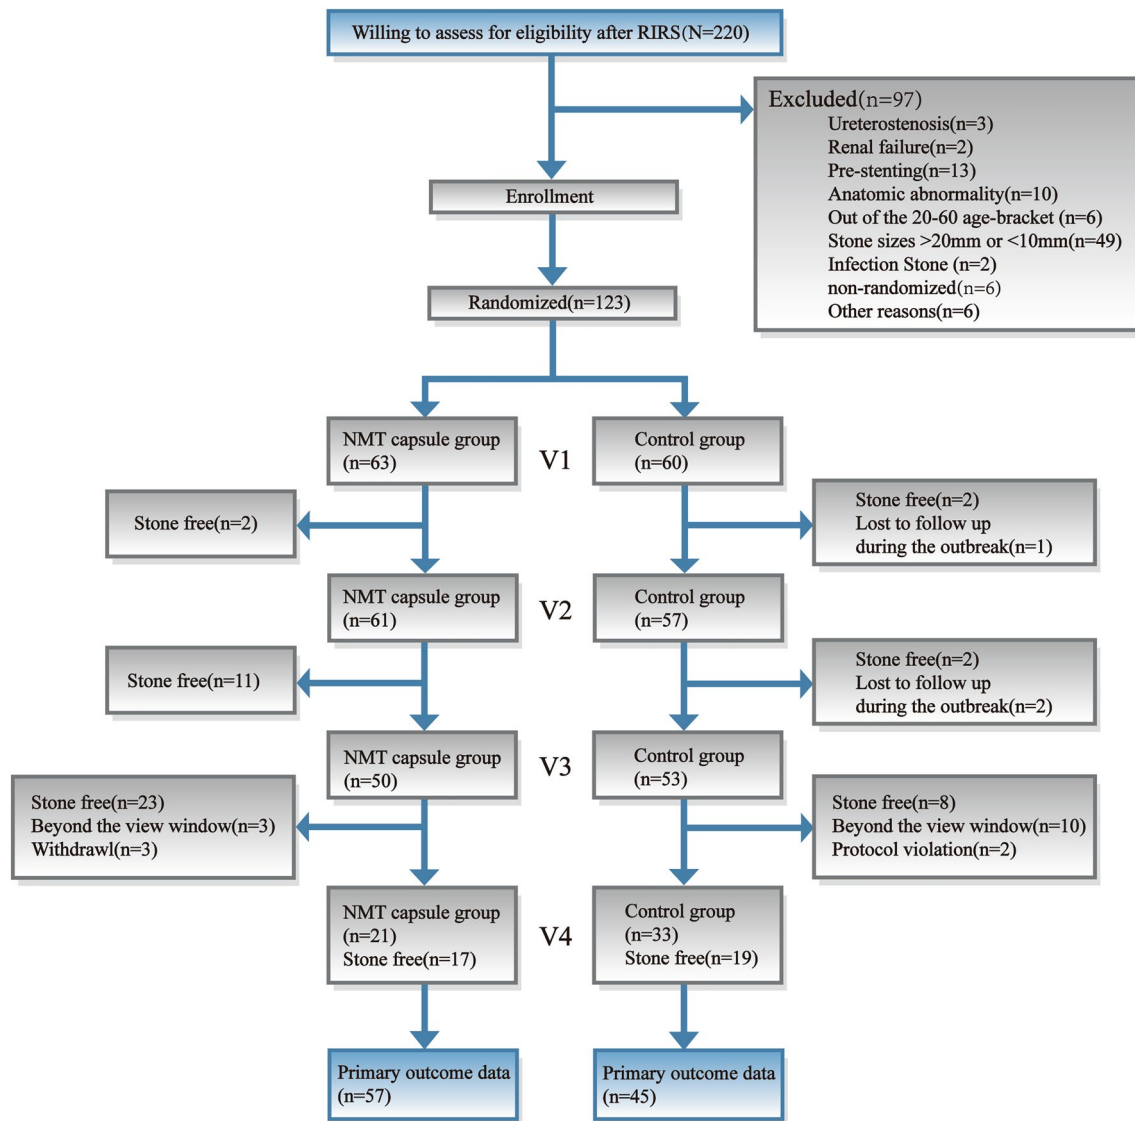 Willing to assess for eligibility after RIRS(N=220)
Excluded(n=97)
Ureterostenosis(n=3)
Renal failure(n=2)
Pre-stenting(n=13)
Anatomic abnormality(n=10)
Out of the 20-60 age-bracket (n=6)
Stone sizes >20mm or <10mm(n=49)
Infection Stone (n=2)
non-randomized(n=6)
Other reasons(n=6)
Enrollment
Randomized(n=123)
NMT capsule group
(n=63)
V1
Control group
(n=60)
Stone free(n=2)
Stone free(n=2)
Lost to follow up
during the outbreak(n=1)
NMT capsule group
(n=61)
V2
Control group
(n=57)
Stone free(n=11)
Stone free(n=2)
Lost to follow up
during the outbreak(n=2)
NMT capsule group
(n=50)
V3
Control group
(n=53)
Stone free(n=23)
Beyond the view window(n=3)
Withdrawl(n=3)
Stone free(n=8)
Beyond the view window(n=10)
Protocol violation(n=2)
NMT capsule group
(n=21)
Stone free(n=17)
V4
Control group
(n=33)
Stone free(n=19)
Primary outcome data
(n=57)
Primary outcome data
(n=45)